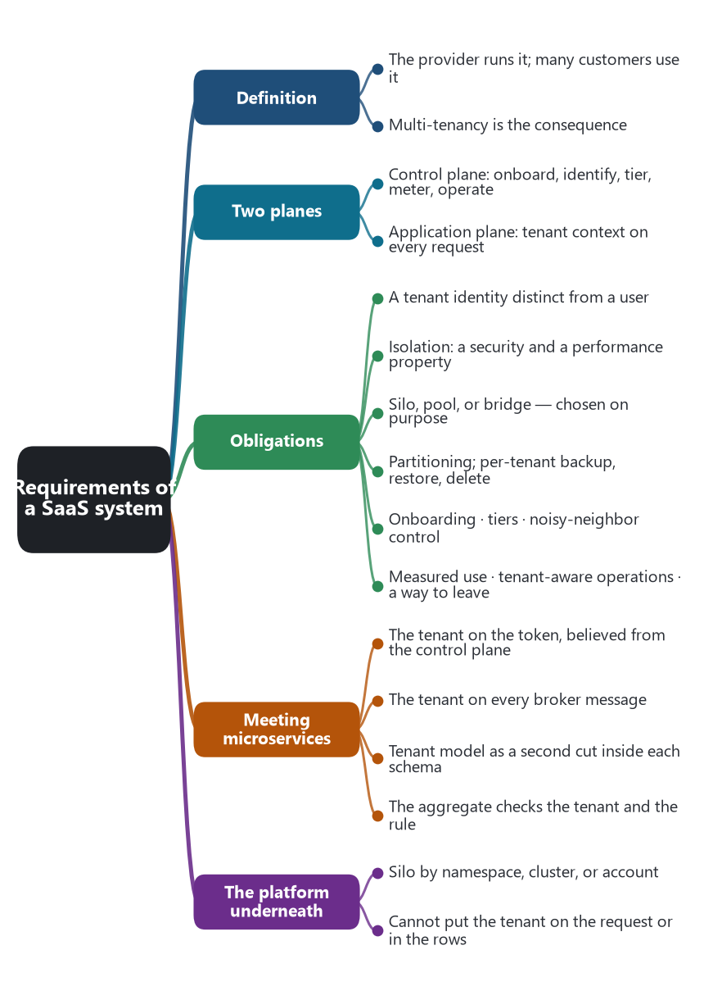 Requirements of
a SaaS system
Definition
The provider runs it; many customers use
it
Multi-tenancy is the consequence
Two planes
Control plane: onboard, identify, tier,
meter, operate
Application plane: tenant context on
every request
Obligations
A tenant identity distinct from a user
Isolation: a security and a performance
property
Silo, pool, or bridge — chosen on
purpose
Partitioning; per-tenant backup,
restore, delete
Onboarding · tiers · noisy-neighbor
control
Measured use · tenant-aware operations ·
a way to leave
Meeting
microservices
The tenant on the token, believed from
the control plane
The tenant on every broker message
Tenant model as a second cut inside each
schema
The aggregate checks the tenant and the
rule
The platform
underneath
Silo by namespace, cluster, or account
Cannot put the tenant on the request or
in the rows